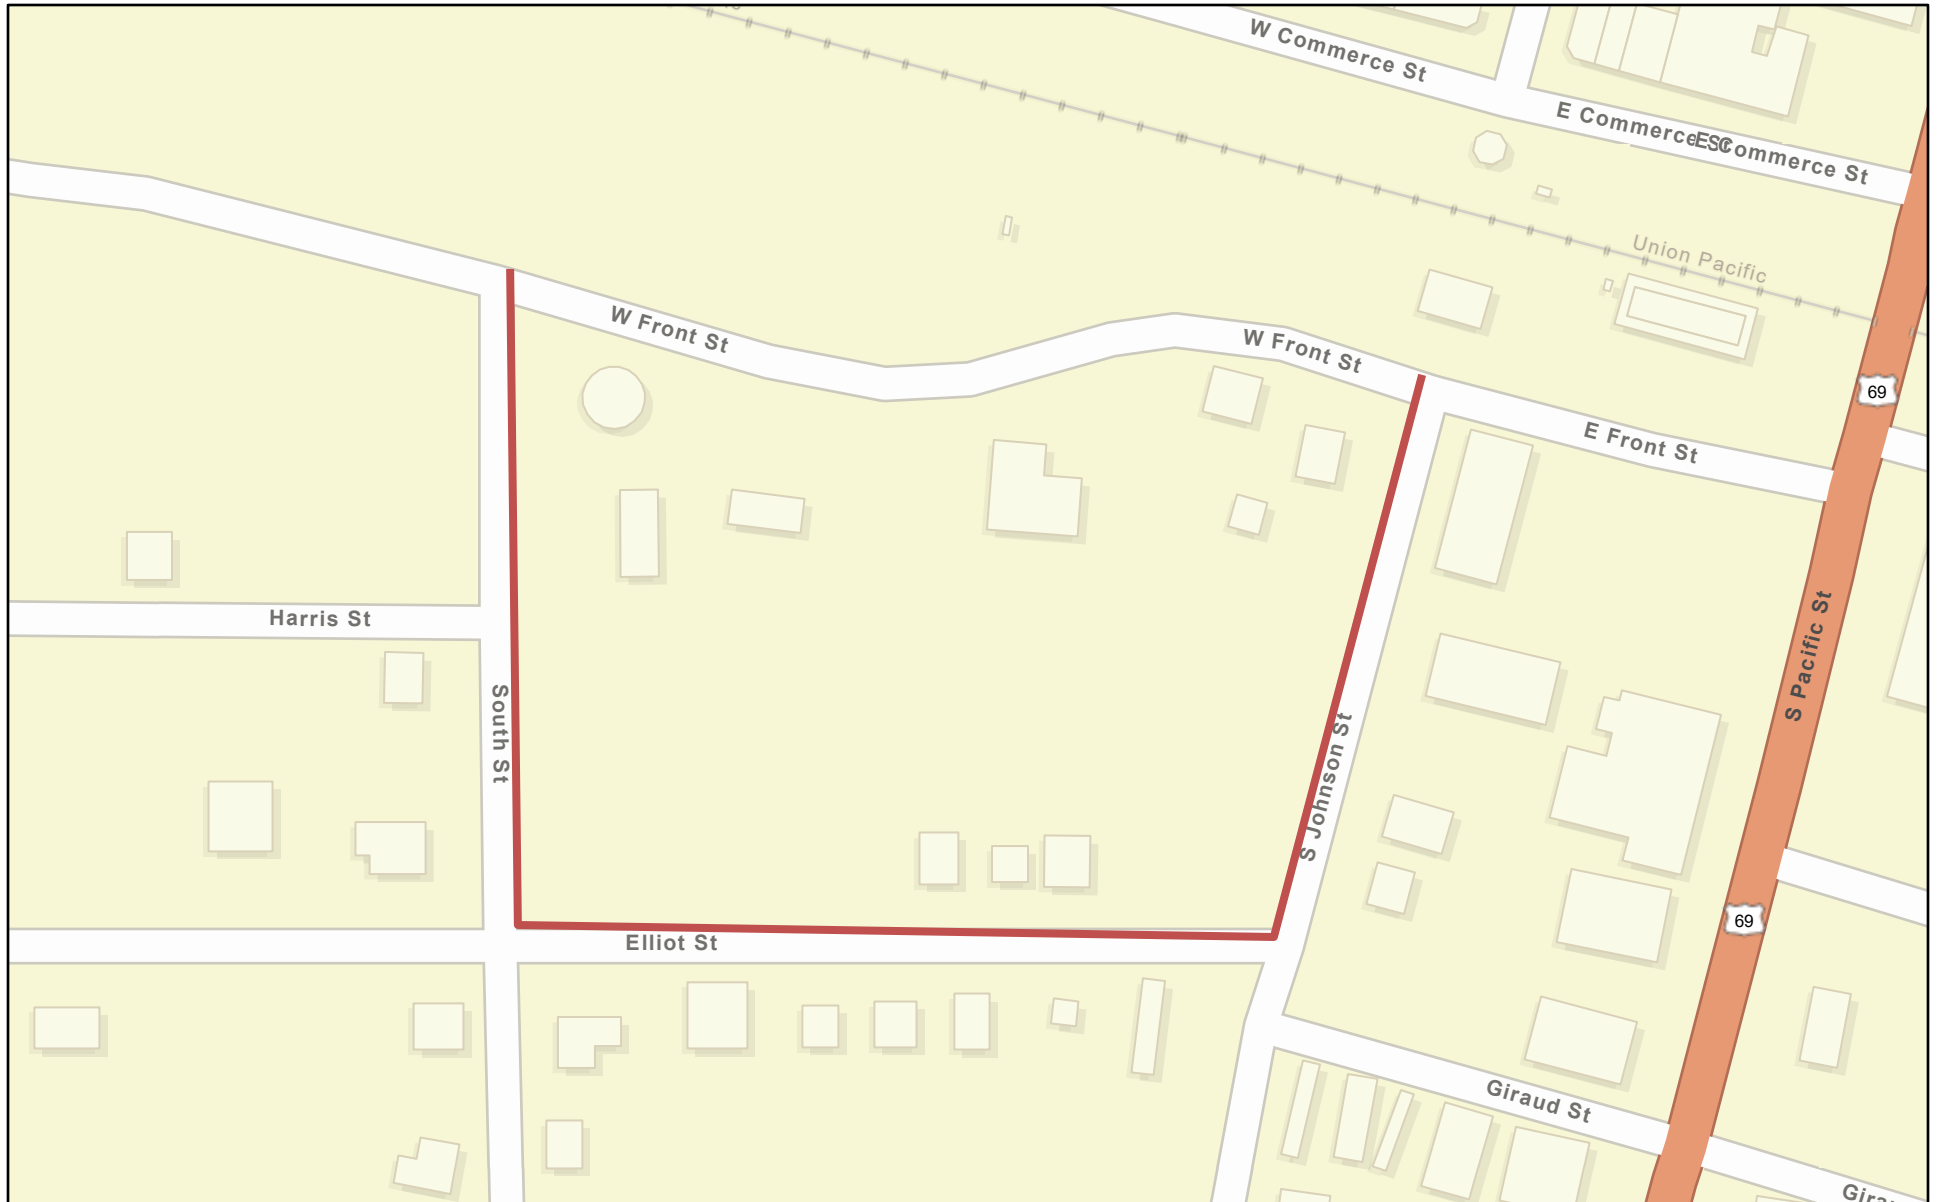 W Commerce St
E Commerce St
E Commerce St
Union Pacific
W Front St
W Front St
69
E Front St
Harris St
South St
S Johnson St
S Pacific St
69
Elliot St
Giraud St